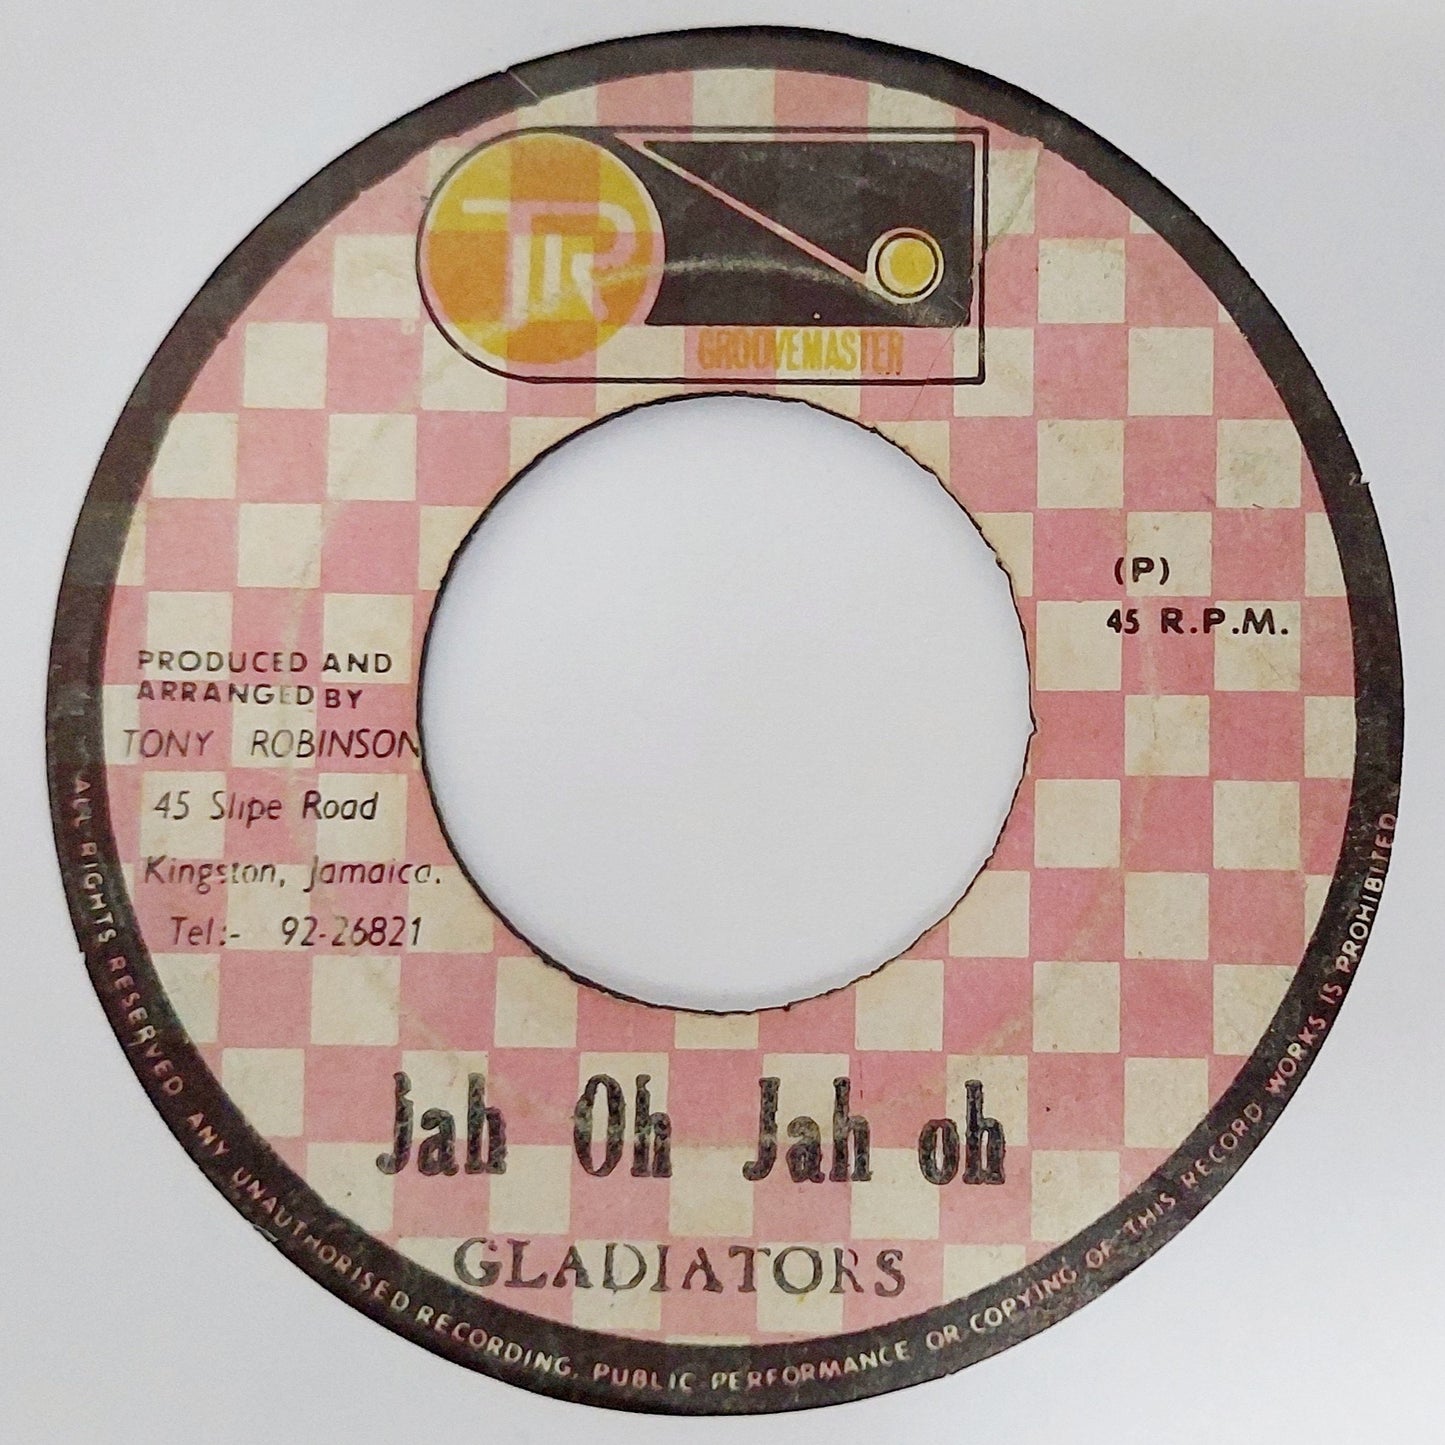 TR
GROOVEMASTER
(P)
45 R.P.M.
PRODUCED AND
ARRANGED BY
TONY ROBINSON
45 Slipe Road
Kingston, Jamaica.
Tel:- 92-26821
Jah Oh Jah oh
GLADIATORS
ALL RIGHTS RESERVED ANY UNAUTHORISED RECORDING, PUBLIC PERFORMANCE OR COPYING OF THIS RECORD WORKS IS PROHIBITED